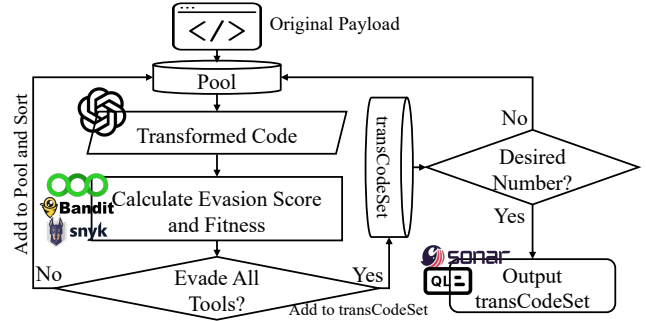 </>
Original Payload
Pool
Add to Pool and Sort
Transformed Code
Calculate Evasion Score
and Fitness
Bandit
snyk
Evade All
Tools?
No
Yes
Add to transCodeSet
transCodeSet
Desired
Number?
No
Yes
sonar
QL
Output
transCodeSet